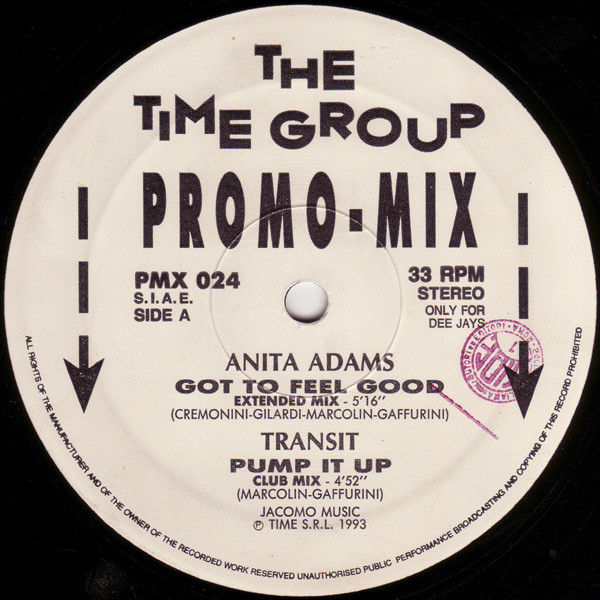 THE
TIME GROUP
PROMO-MIX
PMX 024
S.I.A.E.
SIDE A
33 RPM
STEREO
ONLY FOR
DEE JAYS
ANITA ADAMS
GOT TO FEEL GOOD
EXTENDED MIX - 5'16"
(CREMONINI-GILARDI-MARCOLIN-GAFFURINI)
TRANSIT
PUMP IT UP
CLUB MIX - 4'52"
(MARCOLIN-GAFFURINI)
JACOMO MUSIC
℗ TIME S.R.L. 1993
ALL RIGHTS OF THE MANUFACTURER AND OF THE OWNER OF THE RECORDED WORK RESERVED UNAUTHORISED PUBLIC PERFORMANCE BROADCASTING AND COPYING OF THIS RECORD PROHIBITED